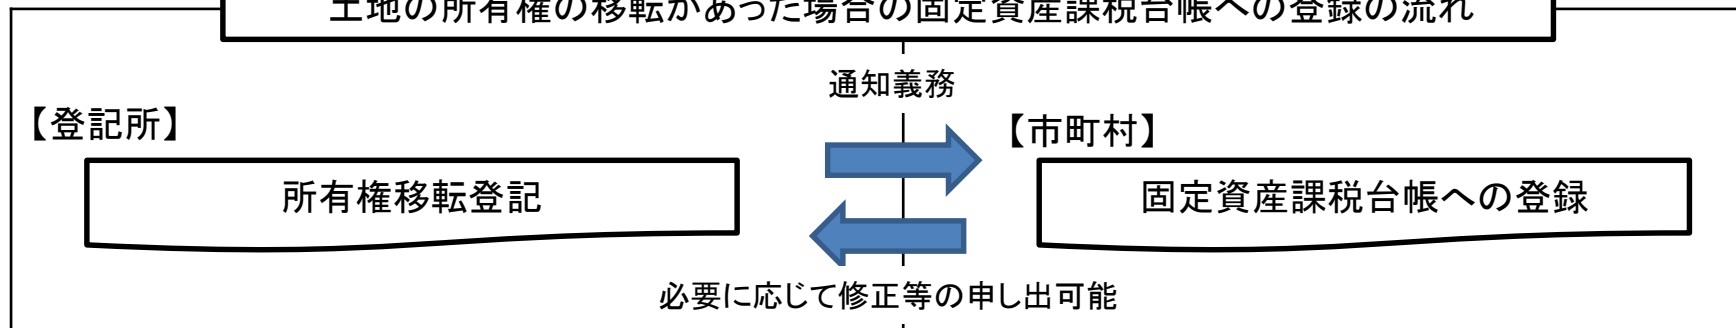 土地の所有権の移転があった場合の固定資産課税台帳への登録の流れ
通知義務
【登記所】
【市町村】
所有権移転登記
固定資産課税台帳への登録
必要に応じて修正等の申し出可能